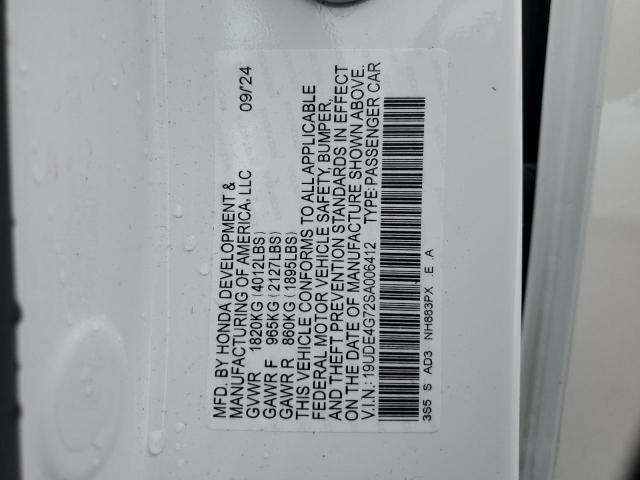 MFD. BY HONDA DEVELOPMENT & 09/24
MANUFACTURING OF AMERICA, LLC
GVWR 1820KG (4012LBS)
GAWR F 965KG (2127LBS)
GAWR R 860KG (1895LBS)
THIS VEHICLE CONFORMS TO ALL APPLICABLE
FEDERAL MOTOR VEHICLE SAFETY, BUMPER,
AND THEFT PREVENTION STANDARDS IN EFFECT
ON THE DATE OF MANUFACTURE SHOWN ABOVE.
V.I.N.:19UDE4G72SA006412 TYPE:PASSENGER CAR
3S5 S AD3 NH883PX .E .A